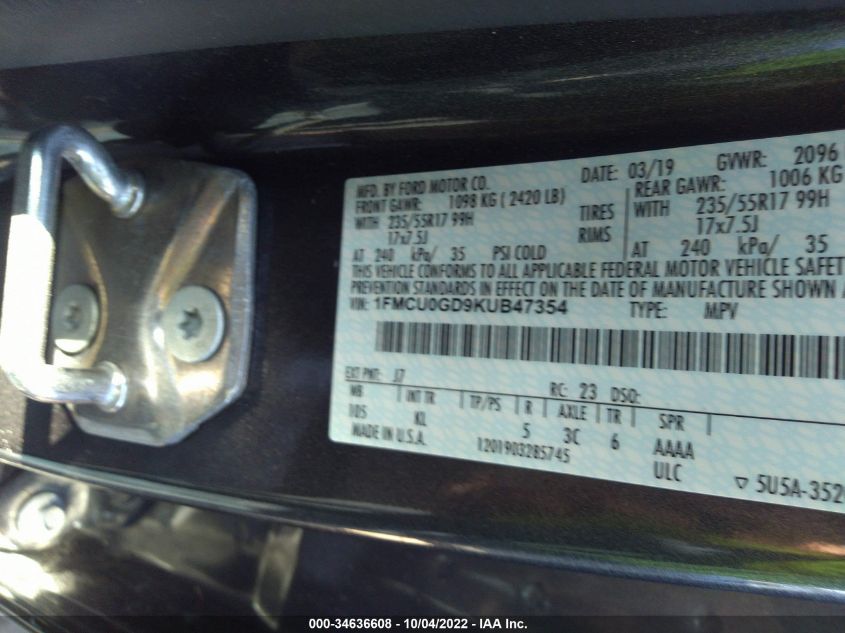 MFD. BY FORD MOTOR CO. DATE: 03/19 GVWR: 2096
FRONT GAWR: 1098 KG ( 2420 LB) REAR GAWR: 1006 KG
WITH 235/55R17 99H TIRES WITH 235/55R17 99H
17x7.5J RIMS 17x7.5J
AT 240 kPa/ 35 PSI COLD AT 240 kPa/ 35
THIS VEHICLE CONFORMS TO ALL APPLICABLE FEDERAL MOTOR VEHICLE SAFET
PREVENTION STANDARDS IN EFFECT ON THE DATE OF MANUFACTURE SHOWN A
VIN: 1FMCU0GD9KUB47354 TYPE: MPV
EXT PNT: J7 RC: 23 DSO:
WB INT TR TP/PS R AXLE TR SPR
105 KL 5 3C 6 AAAA
MADE IN U.S.A. 1201903285745 ULC
▽ 5U5A-352
000-34636608 - 10/04/2022 - IAA Inc.